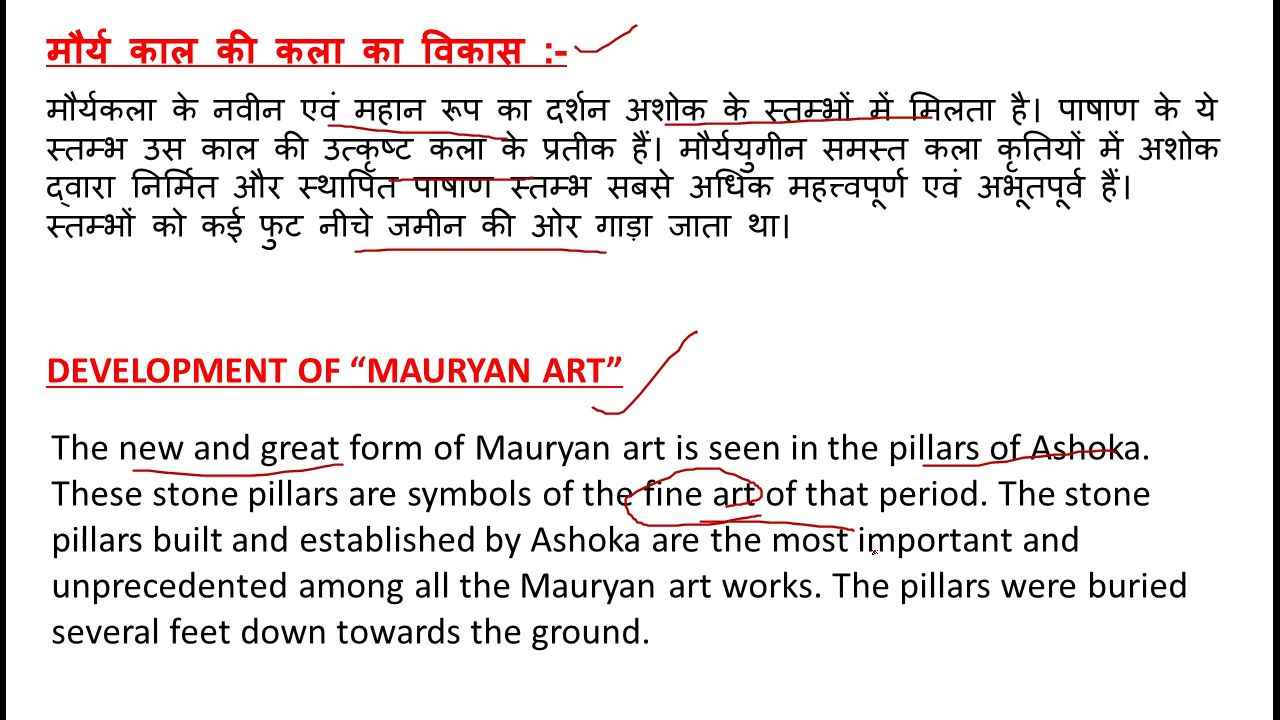 मौर्य काल की कला का विकास :-
मौर्यकला के नवीन एवं महान रूप का दर्शन अशोक के स्तम्भों में मिलता है। पाषाण के ये
स्तम्भ उस काल की उत्कृष्ट कला के प्रतीक हैं। मौर्ययुगीन समस्त कला कृतियों में अशोक
द्वारा निर्मित और स्थापित पाषाण स्तम्भ सबसे अधिक महत्त्वपूर्ण एवं अभूतपूर्व हैं।
स्तम्भों को कई फुट नीचे जमीन की ओर गाड़ा जाता था।
DEVELOPMENT OF “MAURYAN ART”
The new and great form of Mauryan art is seen in the pillars of Ashoka.
These stone pillars are symbols of the fine art of that period. The stone
pillars built and established by Ashoka are the most important and
unprecedented among all the Mauryan art works. The pillars were buried
several feet down towards the ground.